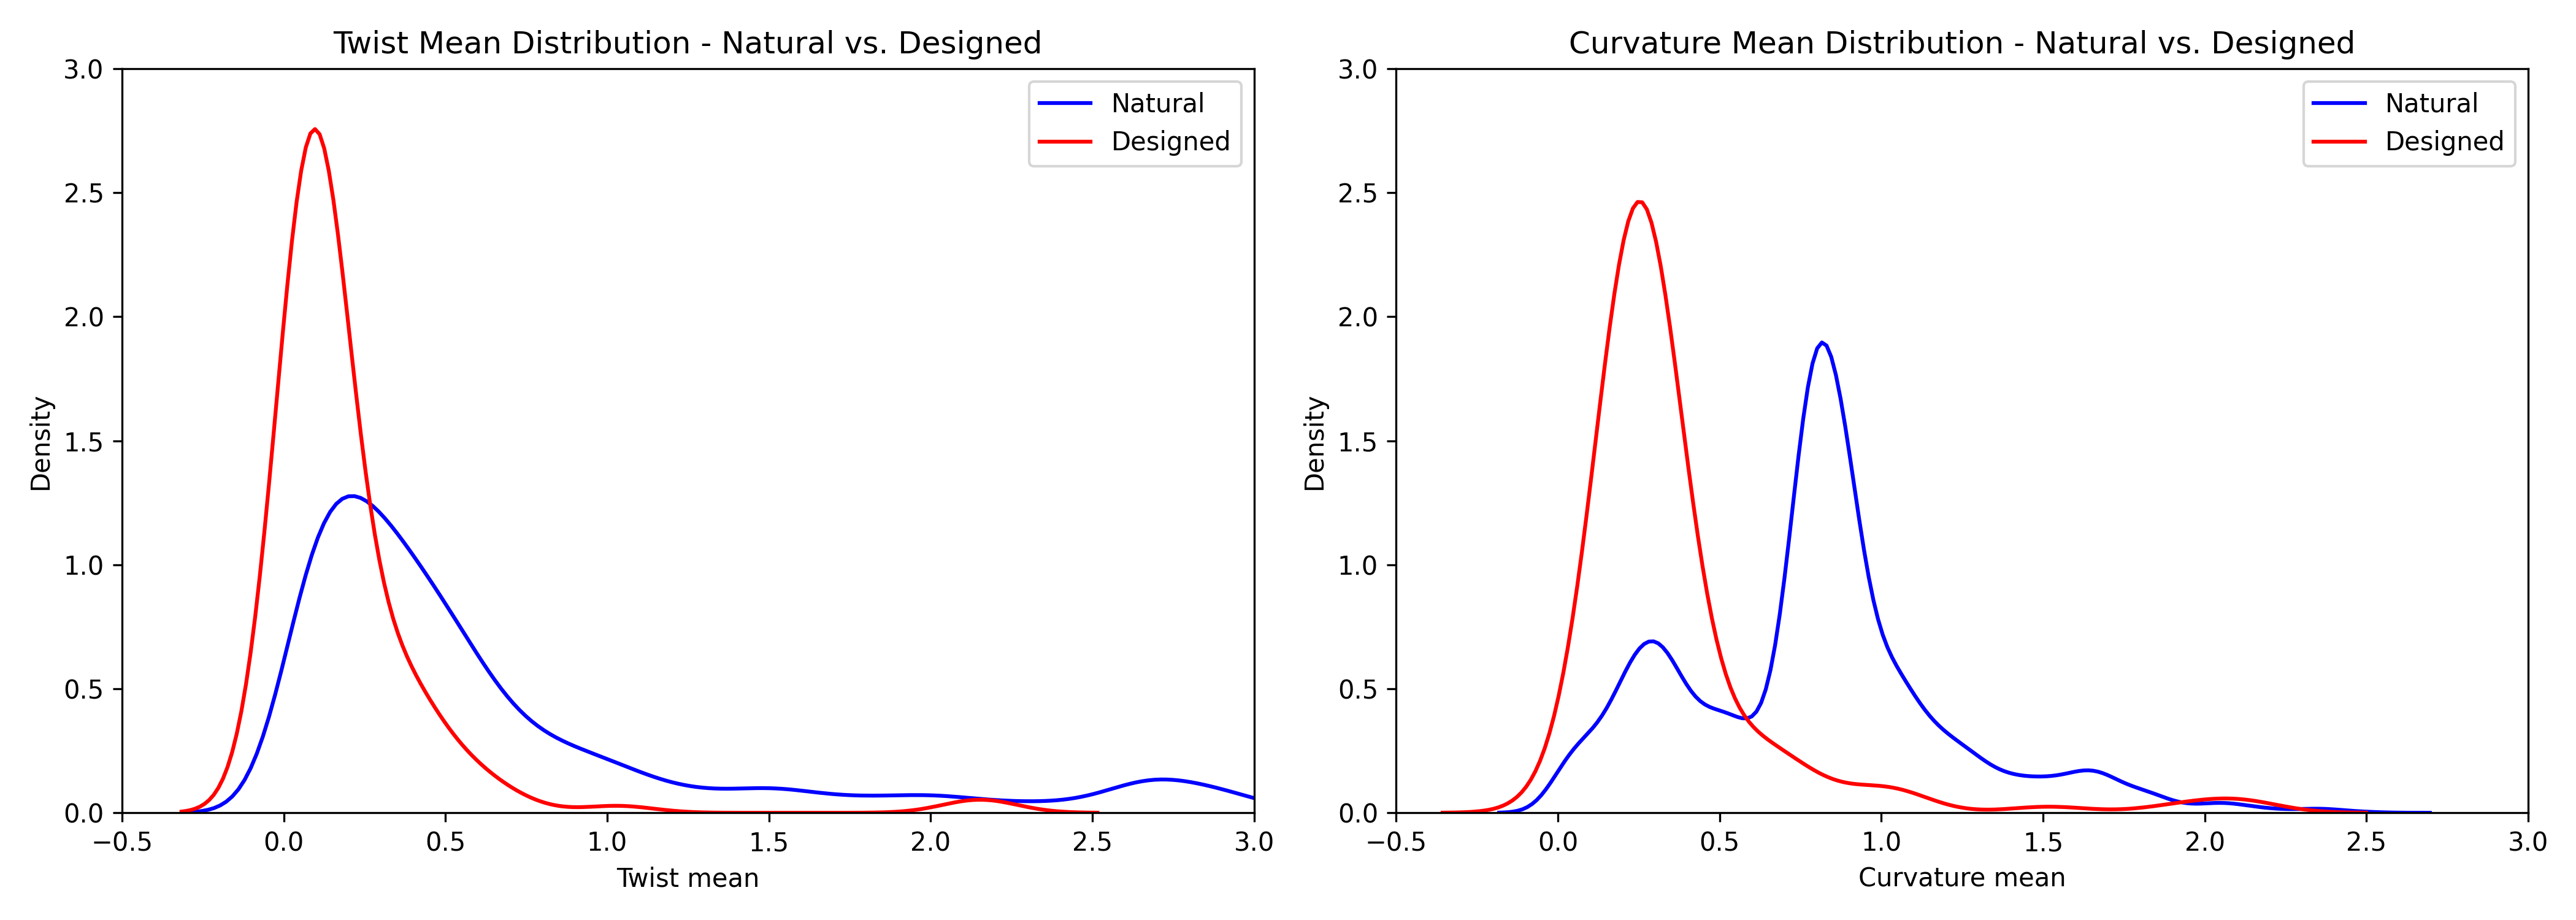 Twist Mean Distribution - Natural vs. Designed
3.0
2.5
2.0
1.5
1.0
0.5
0.0
Density
−0.5 0.0 0.5 1.0 1.5 2.0 2.5 3.0
Twist mean
Natural
Designed
Curvature Mean Distribution - Natural vs. Designed
3.0
2.5
2.0
1.5
1.0
0.5
0.0
Density
−0.5 0.0 0.5 1.0 1.5 2.0 2.5 3.0
Curvature mean
Natural
Designed